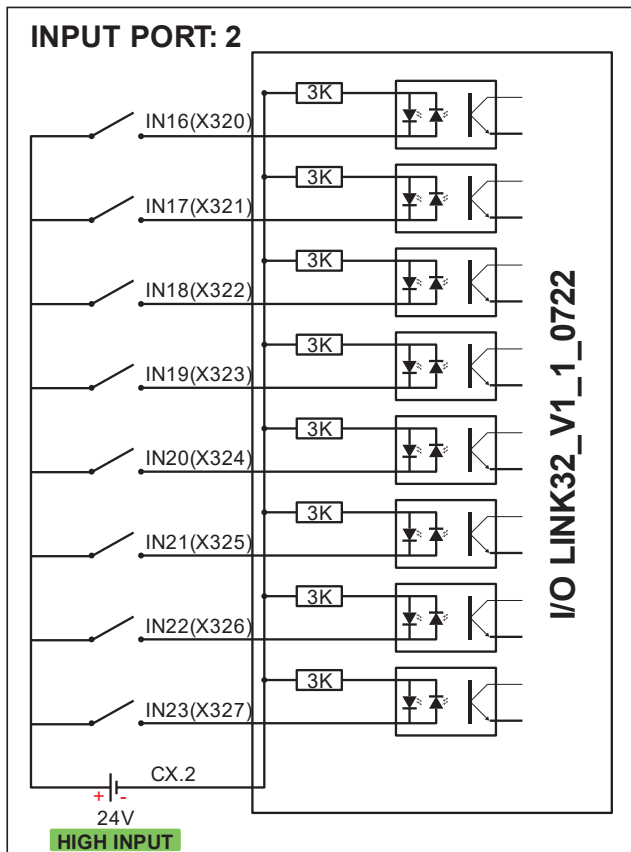 INPUT PORT: 2
3K
IN16(X320)
3K
IN17(X321)
3K
IN18(X322)
3K
IN19(X323)
3K
IN20(X324)
3K
IN21(X325)
3K
IN22(X326)
3K
IN23(X327)
I/O LINK32_V1_1_0722
CX.2
+ -
24V
HIGH INPUT